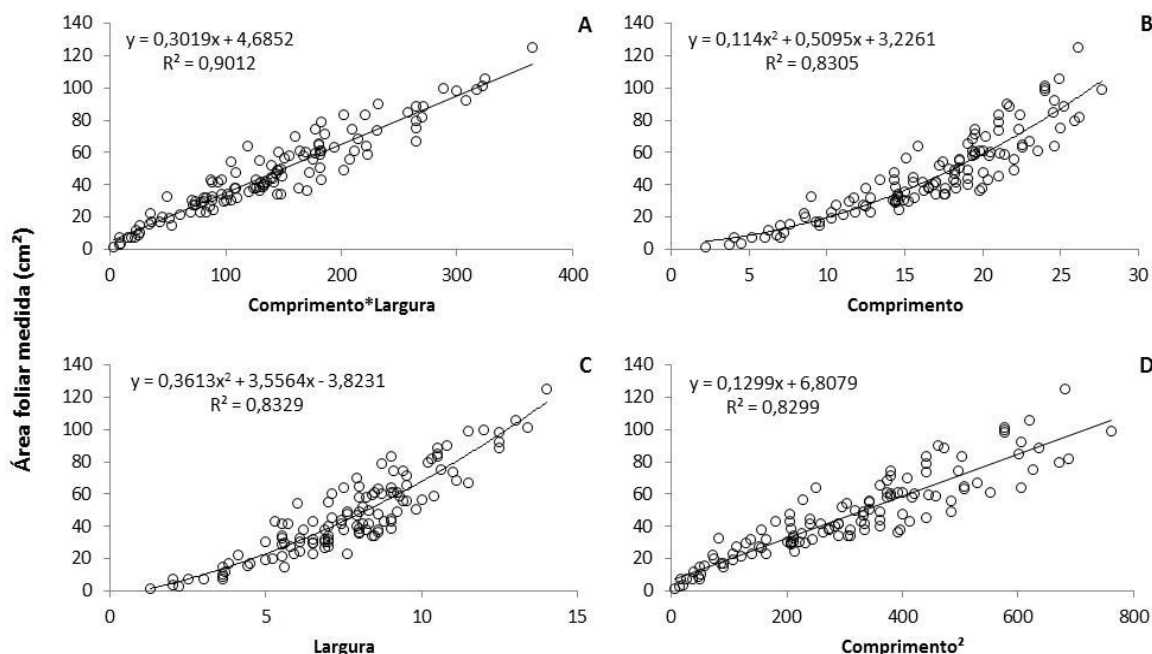 Área foliar medida (cm²)
A
y = 0,3019x + 4,6852
R² = 0,9012
140
120
100
80
60
40
20
0
0 100 200 300 400
Comprimento*Largura
B
y = 0,114x² + 0,5095x + 3,2261
R² = 0,8305
140
120
100
80
60
40
20
0
0 5 10 15 20 25 30
Comprimento
C
y = 0,3613x² + 3,5564x - 3,8231
R² = 0,8329
140
120
100
80
60
40
20
0
0 5 10 15
Largura
D
y = 0,1299x + 6,8079
R² = 0,8299
140
120
100
80
60
40
20
0
0 200 400 600 800
Comprimento²